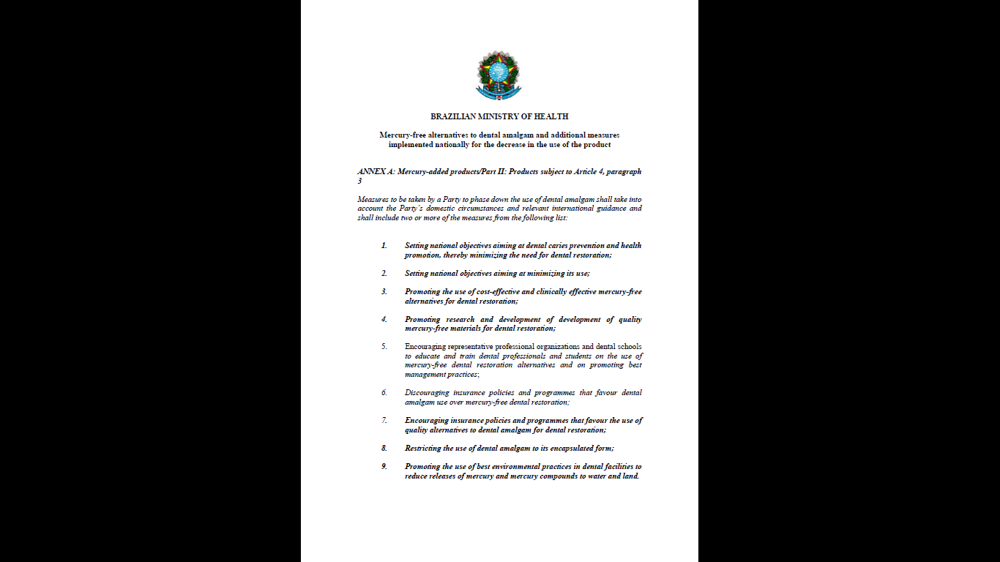 BRAZILIAN MINISTRY OF HEALTH
Mercury-free alternatives to dental amalgam and additional measures
implemented nationally for the decrease in the use of the product
ANNEX A: Mercury-added products/Part II: Products subject to Article 4, paragraph
3
Measures to be taken by a Party to phase down the use of dental amalgam shall take into
account the Party's domestic circumstances and relevant international guidance and
shall include two or more of the measures from the following list:
1. Setting national objectives aiming at dental caries prevention and health
promotion, thereby minimizing the need for dental restoration;
2. Setting national objectives aiming at minimizing its use;
3. Promoting the use of cost-effective and clinically effective mercury-free
alternatives for dental restoration;
4. Promoting research and development of development of quality
mercury-free materials for dental restoration;
5. Encouraging representative professional organizations and dental schools
to educate and train dental professionals and students on the use of
mercury-free dental restoration alternatives and on promoting best
management practices;
6. Discouraging insurance policies and programmes that favour dental
amalgam use over mercury-free dental restoration;
7. Encouraging insurance policies and programmes that favour the use of
quality alternatives to dental amalgam for dental restoration;
8. Restricting the use of dental amalgam to its encapsulated form;
9. Promoting the use of best environmental practices in dental facilities to
reduce releases of mercury and mercury compounds to water and land.